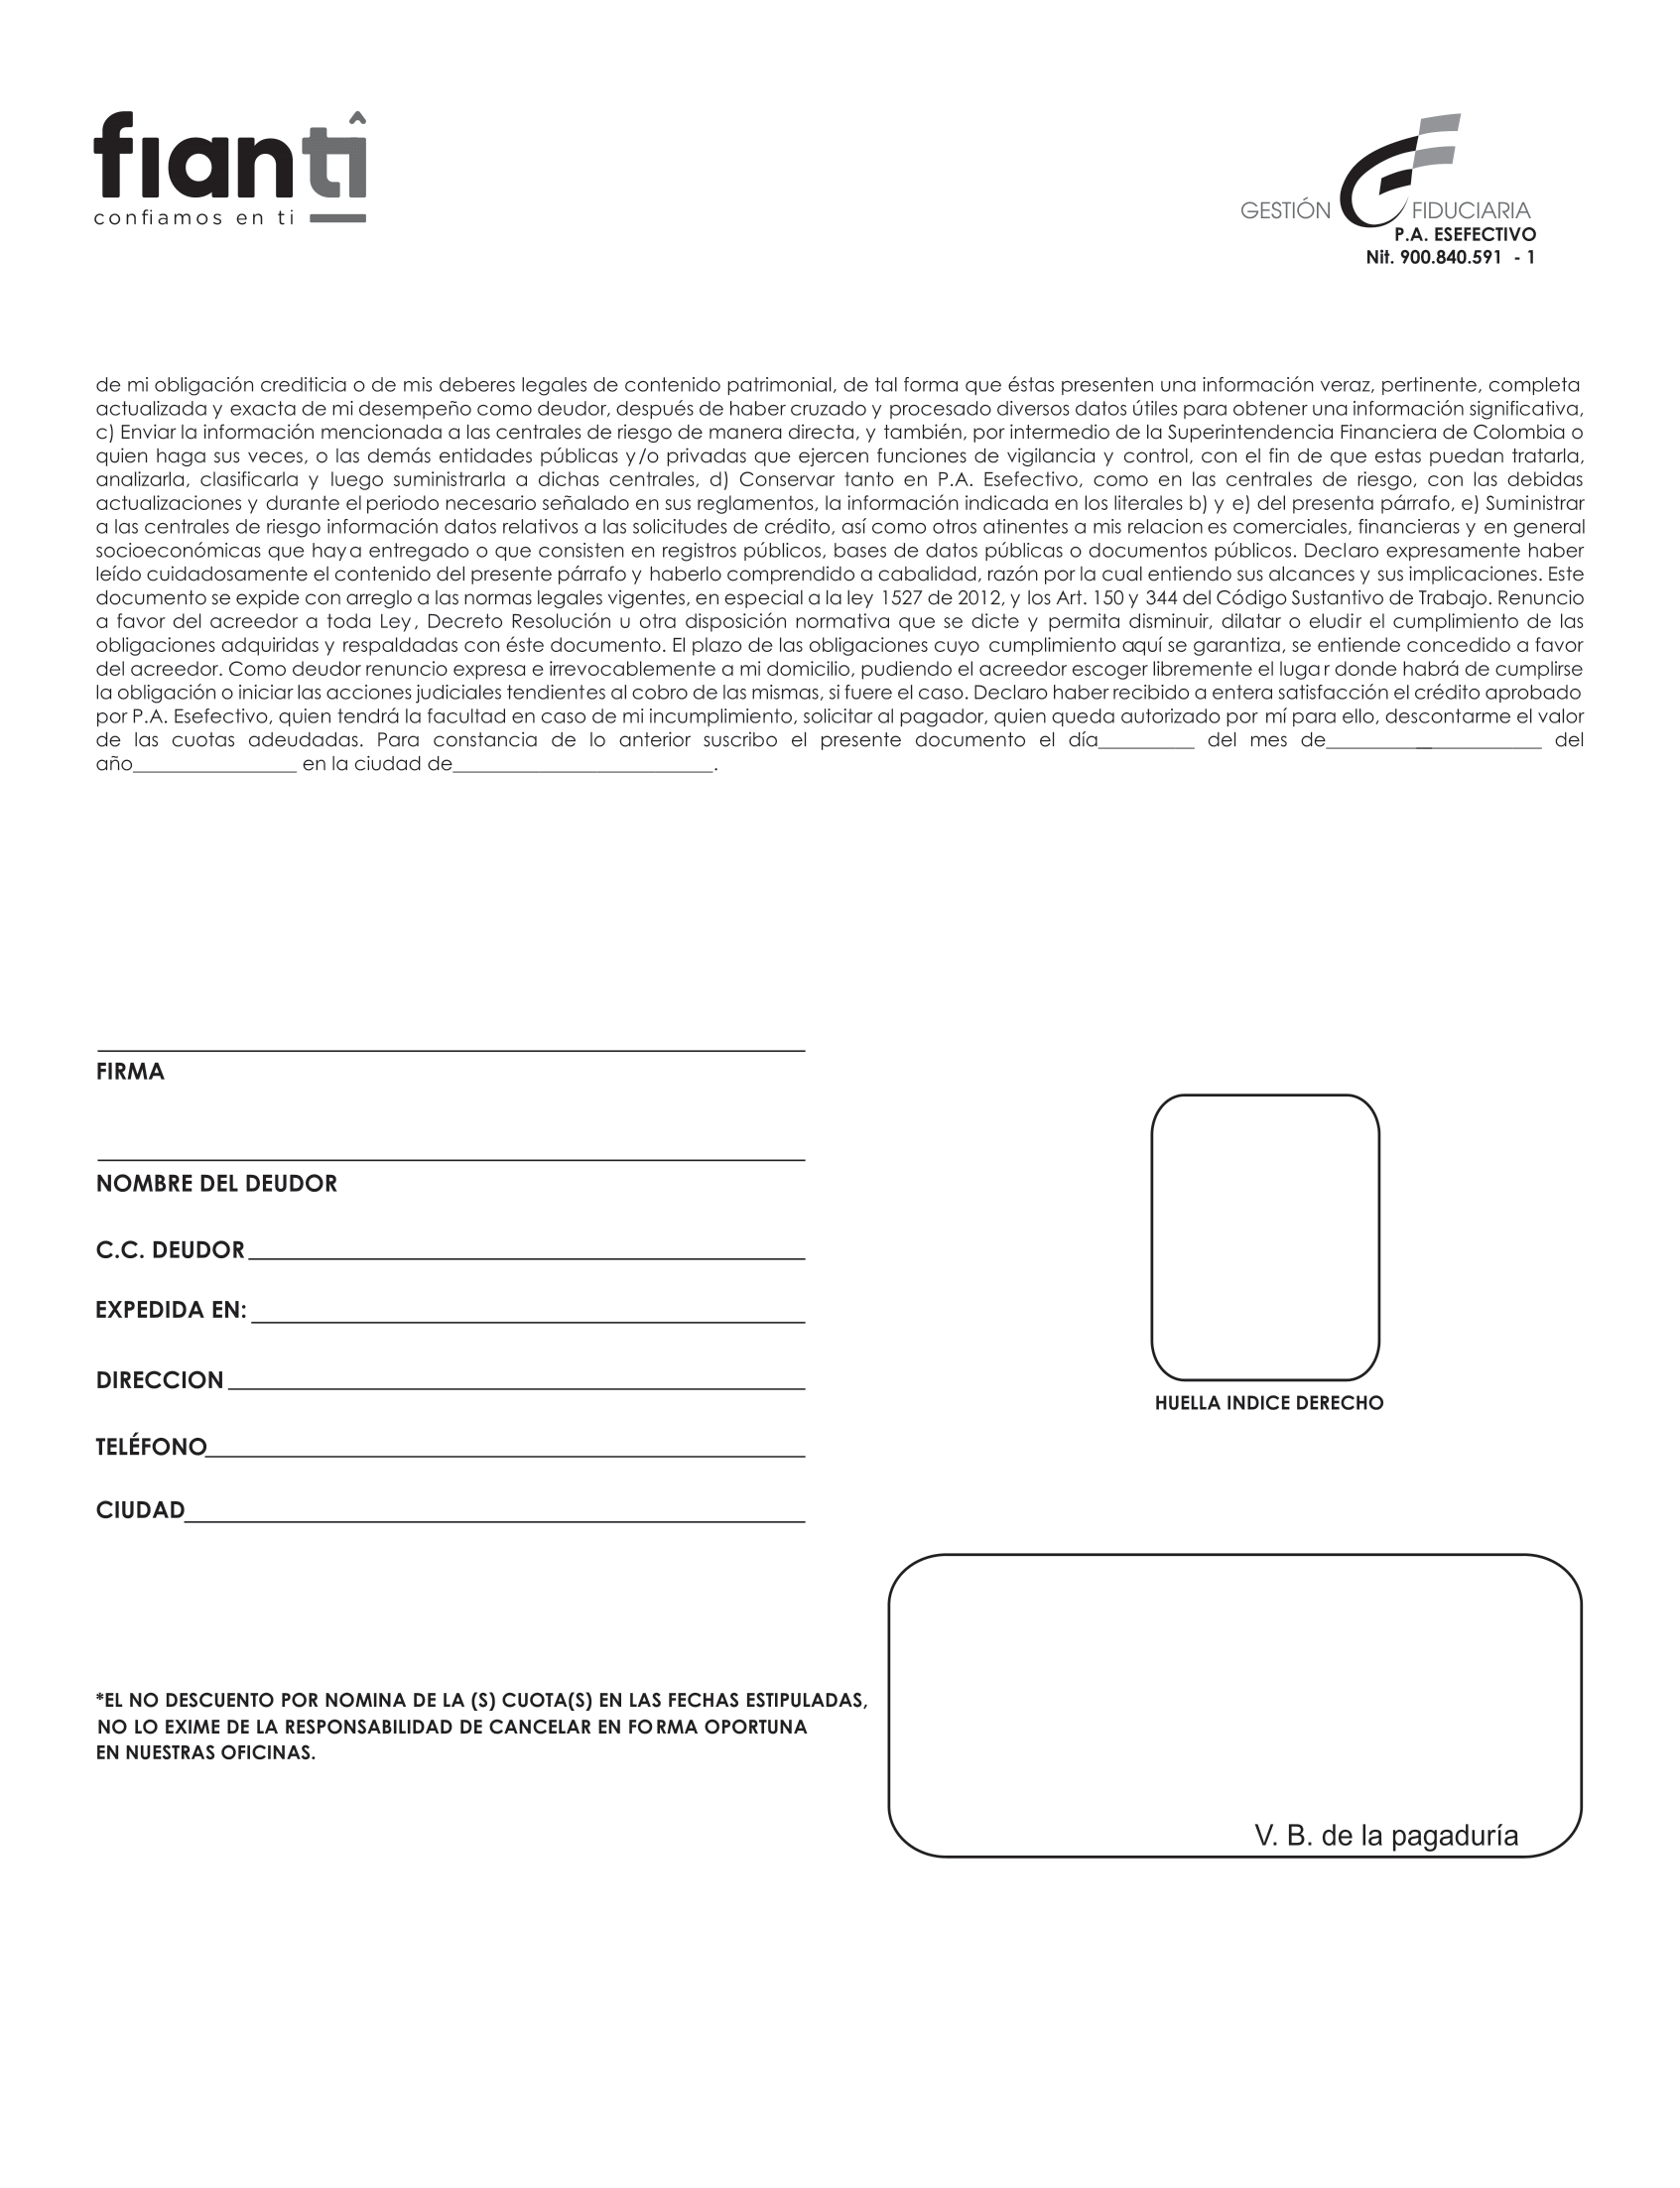 fianti
confiamos en ti
GESTIÓN FIDUCIARIA
P.A. ESEFECTIVO
Nit. 900.840.591 - 1
de mi obligación crediticia o de mis deberes legales de contenido patrimonial, de tal forma que éstas presenten una información veraz, pertinente, completa
actualizada y exacta de mi desempeño como deudor, después de haber cruzado y procesado diversos datos útiles para obtener una información significativa,
c) Enviar la información mencionada a las centrales de riesgo de manera directa, y también, por intermedio de la Superintendencia Financiera de Colombia o
quien haga sus veces, o las demás entidades públicas y/o privadas que ejercen funciones de vigilancia y control, con el fin de que estas puedan tratarla,
analizarla, clasificarla y luego suministrarla a dichas centrales, d) Conservar tanto en P.A. Esefectivo, como en las centrales de riesgo, con las debidas
actualizaciones y durante el periodo necesario señalado en sus reglamentos, la información indicada en los literales b) y e) del presenta párrafo, e) Suministrar
a las centrales de riesgo información datos relativos a las solicitudes de crédito, así como otros atinentes a mis relacion es comerciales, financieras y en general
socioeconómicas que haya entregado o que consisten en registros públicos, bases de datos públicas o documentos públicos. Declaro expresamente haber
leído cuidadosamente el contenido del presente párrafo y haberlo comprendido a cabalidad, razón por la cual entiendo sus alcances y sus implicaciones. Este
documento se expide con arreglo a las normas legales vigentes, en especial a la ley 1527 de 2012, y los Art. 150 y 344 del Código Sustantivo de Trabajo. Renuncio
a favor del acreedor a toda Ley, Decreto Resolución u otra disposición normativa que se dicte y permita disminuir, dilatar o eludir el cumplimiento de las
obligaciones adquiridas y respaldadas con éste documento. El plazo de las obligaciones cuyo cumplimiento aquí se garantiza, se entiende concedido a favor
del acreedor. Como deudor renuncio expresa e irrevocablemente a mi domicilio, pudiendo el acreedor escoger libremente el lugar donde habrá de cumplirse
la obligación o iniciar las acciones judiciales tendientes al cobro de las mismas, si fuere el caso. Declaro haber recibido a entera satisfacción el crédito aprobado
por P.A. Esefectivo, quien tendrá la facultad en caso de mi incumplimiento, solicitar al pagador, quien queda autorizado por mí para ello, descontarme el valor
de las cuotas adeudadas. Para constancia de lo anterior suscribo el presente documento el día_________ del mes de____________________ del
año_______________ en la ciudad de________________________.
FIRMA
NOMBRE DEL DEUDOR
C.C. DEUDOR
EXPEDIDA EN:
DIRECCION
TELÉFONO
CIUDAD
HUELLA INDICE DERECHO
*EL NO DESCUENTO POR NOMINA DE LA (S) CUOTA(S) EN LAS FECHAS ESTIPULADAS,
NO LO EXIME DE LA RESPONSABILIDAD DE CANCELAR EN FORMA OPORTUNA
EN NUESTRAS OFICINAS.
V. B. de la pagaduría